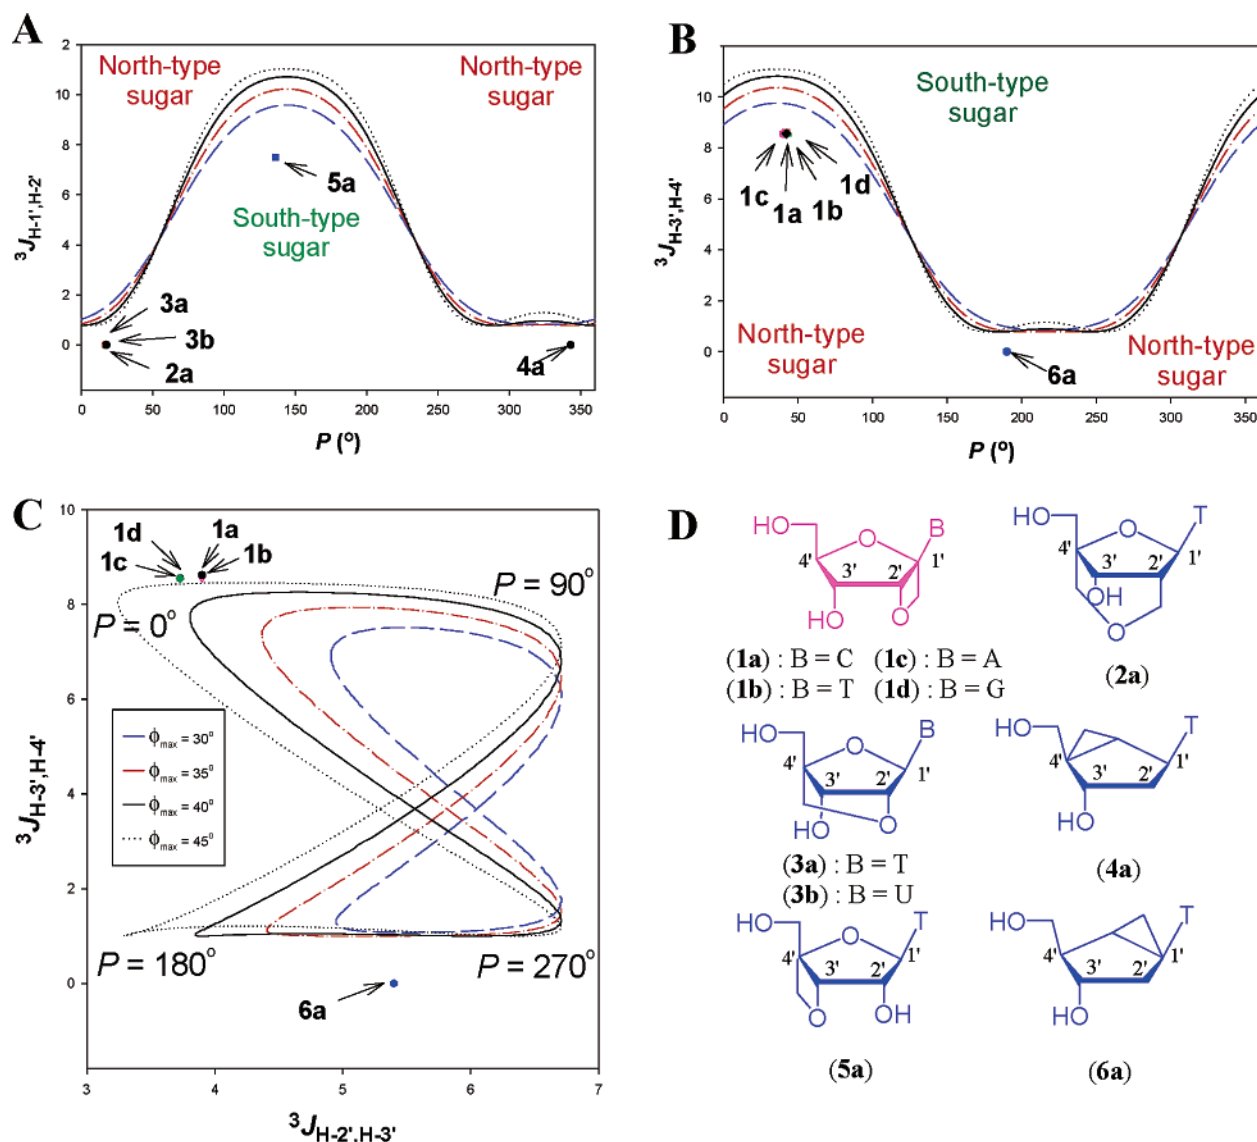 A
North-type
sugar
North-type
sugar
South-type
sugar
5a
3a
3b
2a
4a
2
10
8
6
4
2
0
0 50 100 150 200 250 300 350
³J H-1',H-2'
P (°)
B
South-type
sugar
1c 1a 1b 1d
North-type
sugar
North-type
sugar
6a
10
8
6
4
2
0
0 50 100 150 200 250 300 350
³J H-3',H-4'
P (°)
C
1d 1a
1c 1b
P = 90°
P = 0°
ϕmax = 30°
ϕmax = 35°
ϕmax = 40°
ϕmax = 45°
P = 180°
P = 270°
6a
10
8
6
4
2
0
3 4 5 6 7
³J H-3',H-4'
³J H-2',H-3'
D
HO O B
4' 3' 2' 1'
HO O
(1a) : B = C (1c) : B = A
(1b) : B = T (1d) : B = G
HO O T
4' 3' 2' 1'
OH
O
(2a)
HO O B
4' 3' 2' 1'
HO O
(3a) : B = T
(3b) : B = U
HO T
4' 3' 2' 1'
HO
(4a)
HO O T
4' 3' 2' 1'
O OH
(5a)
HO T
4' 3' 2' 1'
HO
(6a)